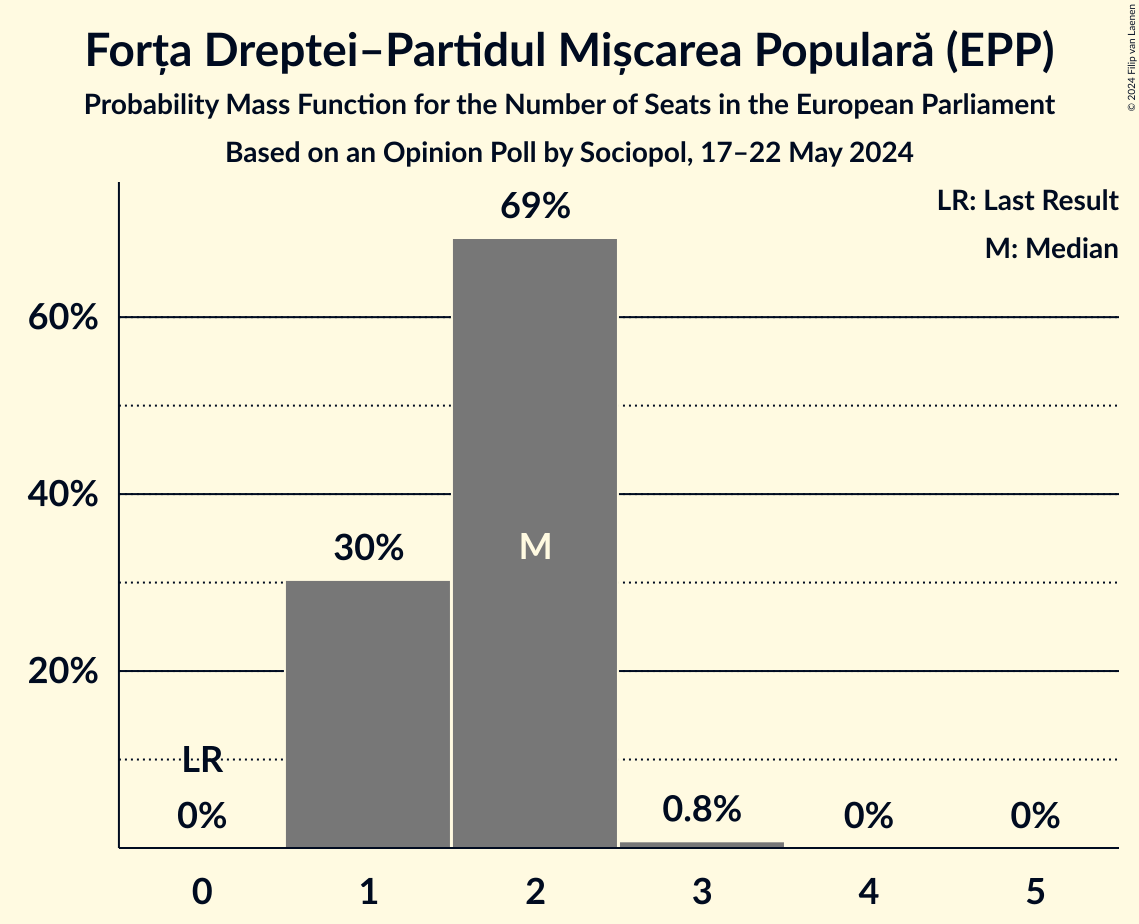 Forța Dreptei–Partidul Mișcarea Populară (EPP)
Probability Mass Function for the Number of Seats in the European Parliament
Based on an Opinion Poll by Sociopol, 17–22 May 2024
© 2024 Filip van Laenen
LR: Last Result
M: Median
69%
60%
40%
30%
M
20%
LR
0%
0.8%
0%
0%
0 1 2 3 4 5